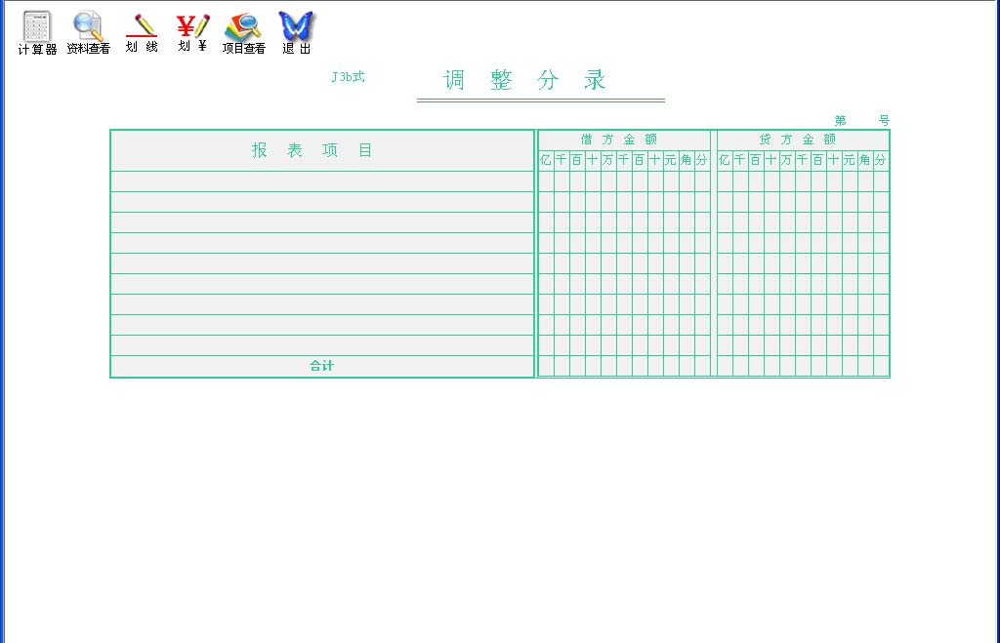 计算器 资料查看 划 线 划 ¥ 项目查看 退 出
J3b式 调 整 分 录
第 号
报 表 项 目 借 方 金 额 贷 方 金 额
亿 千 百 十 万 千 百 十 元 角 分 亿 千 百 十 万 千 百 十 元 角 分
合计